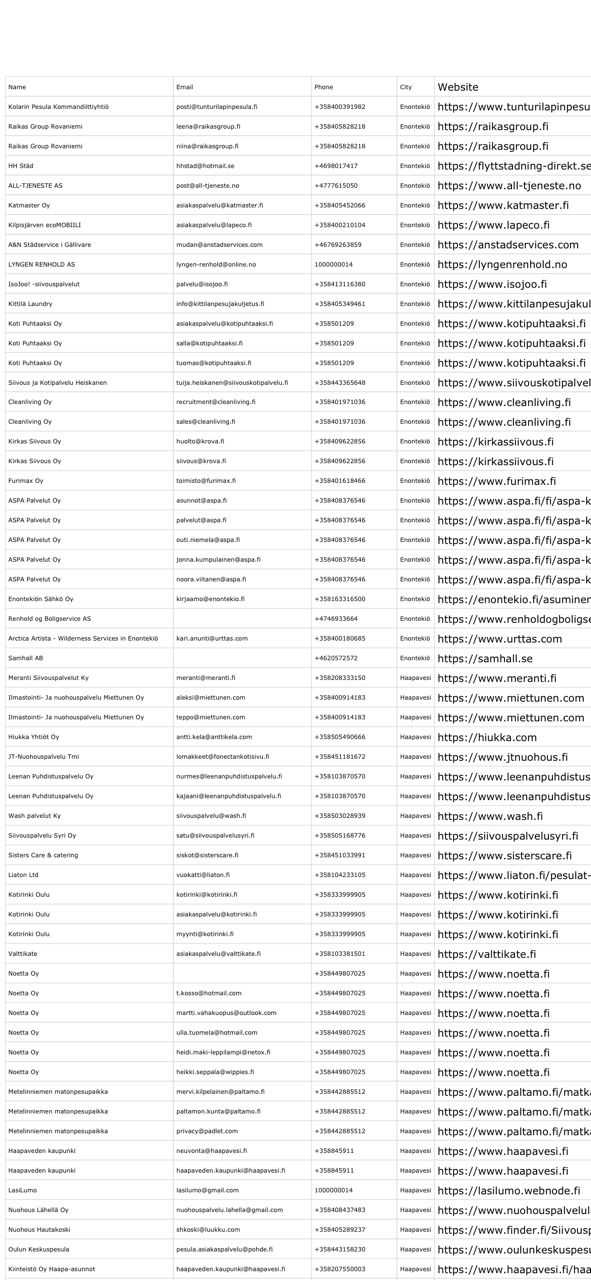 Name Email Phone City Website
Kolarin Pesula Kommandiittiyhtiö posti@tunturilapinpesula.fi +358400391982 Enontekiö https://www.tunturilapinpesu
Raikas Group Rovaniemi leena@raikasgroup.fi +358405828218 Enontekiö https://raikasgroup.fi
Raikas Group Rovaniemi niina@raikasgroup.fi +358405828218 Enontekiö https://raikasgroup.fi
HH Städ hhstad@hotmail.se +4698017417 Enontekiö https://flyttstadning-direkt.se
ALL-TJENESTE AS post@all-tjeneste.no +4777615050 Enontekiö https://www.all-tjeneste.no
Katmaster Oy asiakaspalvelu@katmaster.fi +358405452066 Enontekiö https://www.katmaster.fi
Kilpisjärven ecoMOBIILI asiakaspalvelu@lapeco.fi +358400210104 Enontekiö https://www.lapeco.fi
A&N Städservice i Gällivare mudan@anstadservices.com +46769263859 Enontekiö https://anstadservices.com
LYNGEN RENHOLD AS lyngen-renhold@online.no 1000000014 Enontekiö https://lyngenrenhold.no
IsoJoo! -siivouspalvelut palvelu@isojoo.fi +358413116380 Enontekiö https://www.isojoo.fi
Kittilä Laundry info@kittilanpesujakuljetus.fi +358405349461 Enontekiö https://www.kittilanpesujakul
Koti Puhtaaksi Oy asiakaspalvelu@kotipuhtaaksi.fi +358501209 Enontekiö https://www.kotipuhtaaksi.fi
Koti Puhtaaksi Oy salla@kotipuhtaaksi.fi +358501209 Enontekiö https://www.kotipuhtaaksi.fi
Koti Puhtaaksi Oy tuomas@kotipuhtaaksi.fi +358501209 Enontekiö https://www.kotipuhtaaksi.fi
Siivous ja Kotipalvelu Heiskanen tuija.heiskanen@siivouskotipalvelu.fi +358443365648 Enontekiö https://www.siivouskotipalvel
Cleanliving Oy recruitment@cleanliving.fi +358401971036 Enontekiö https://www.cleanliving.fi
Cleanliving Oy sales@cleanliving.fi +358401971036 Enontekiö https://www.cleanliving.fi
Kirkas Siivous Oy huolto@krova.fi +358409622856 Enontekiö https://kirkassiivous.fi
Kirkas Siivous Oy siivous@krova.fi +358409622856 Enontekiö https://kirkassiivous.fi
Furimax Oy toimisto@furimax.fi +358401618466 Enontekiö https://www.furimax.fi
ASPA Palvelut Oy asunnot@aspa.fi +358408376546 Enontekiö https://www.aspa.fi/fi/aspa-k
ASPA Palvelut Oy palvelut@aspa.fi +358408376546 Enontekiö https://www.aspa.fi/fi/aspa-k
ASPA Palvelut Oy outi.niemela@aspa.fi +358408376546 Enontekiö https://www.aspa.fi/fi/aspa-k
ASPA Palvelut Oy jonna.kumpulainen@aspa.fi +358408376546 Enontekiö https://www.aspa.fi/fi/aspa-k
ASPA Palvelut Oy noora.viitanen@aspa.fi +358408376546 Enontekiö https://www.aspa.fi/fi/aspa-k
Enontekiön Sähkö Oy kirjaamo@enontekio.fi +358163316500 Enontekiö https://enontekio.fi/asuminen
Renhold og Boligservice AS +4746933664 Enontekiö https://www.renholdogboligse
Arctica Artista - Wilderness Services in Enontekiö kari.anunti@urttas.com +358400180685 Enontekiö https://www.urttas.com
Samhall AB +4620572572 Enontekiö https://samhall.se
Meranti Siivouspalvelut Ky meranti@meranti.fi +358208333150 Haapavesi https://www.meranti.fi
Ilmastointi- Ja nuohouspalvelu Miettunen Oy aleksi@miettunen.com +358400914183 Haapavesi https://www.miettunen.com
Ilmastointi- Ja nuohouspalvelu Miettunen Oy teppo@miettunen.com +358400914183 Haapavesi https://www.miettunen.com
Hiukka Yhtiöt Oy antti.kela@anttikela.com +358505490666 Haapavesi https://hiukka.com
JT-Nuohouspalvelu Tmi lomakkeet@fonectankotisivu.fi +358451181672 Haapavesi https://www.jtnuohous.fi
Leenan Puhdistuspalvelu Oy nurmes@leenanpuhdistuspalvelu.fi +358103870570 Haapavesi https://www.leenanpuhdistus
Leenan Puhdistuspalvelu Oy kajaani@leenanpuhdistuspalvelu.fi +358103870570 Haapavesi https://www.leenanpuhdistus
Wash palvelut Ky siivouspalvelu@wash.fi +358503028939 Haapavesi https://www.wash.fi
Siivouspalvelu Syri Oy satu@siivouspalvelusyri.fi +358505168776 Haapavesi https://siivouspalvelusyri.fi
Sisters Care & catering siskot@sisterscare.fi +358451033991 Haapavesi https://www.sisterscare.fi
Liaton Ltd vuokatti@liaton.fi +358104233105 Haapavesi https://www.liaton.fi/pesulat-
Kotirinki Oulu kotirinki@kotirinki.fi +358333999905 Haapavesi https://www.kotirinki.fi
Kotirinki Oulu asiakaspalvelu@kotirinki.fi +358333999905 Haapavesi https://www.kotirinki.fi
Kotirinki Oulu myynti@kotirinki.fi +358333999905 Haapavesi https://www.kotirinki.fi
Valttikate asiakaspalvelu@valttikate.fi +358103381501 Haapavesi https://valttikate.fi
Noetta Oy +358449807025 Haapavesi https://www.noetta.fi
Noetta Oy t.kosso@hotmail.com +358449807025 Haapavesi https://www.noetta.fi
Noetta Oy martti.vahakuopus@outlook.com +358449807025 Haapavesi https://www.noetta.fi
Noetta Oy ulla.tuomela@hotmail.com +358449807025 Haapavesi https://www.noetta.fi
Noetta Oy heidi.maki-leppilampi@netox.fi +358449807025 Haapavesi https://www.noetta.fi
Noetta Oy heikki.seppala@wippies.fi +358449807025 Haapavesi https://www.noetta.fi
Metelinniemen matonpesupaikka mervi.kilpelainen@paltamo.fi +358442885512 Haapavesi https://www.paltamo.fi/matka
Metelinniemen matonpesupaikka paltamon.kunta@paltamo.fi +358442885512 Haapavesi https://www.paltamo.fi/matka
Metelinniemen matonpesupaikka privacy@padlet.com +358442885512 Haapavesi https://www.paltamo.fi/matka
Haapaveden kaupunki neuvonta@haapavesi.fi +358845911 Haapavesi https://www.haapavesi.fi
Haapaveden kaupunki haapaveden.kaupunki@haapavesi.fi +358845911 Haapavesi https://www.haapavesi.fi
LasiLumo lasilumo@gmail.com 1000000014 Haapavesi https://lasilumo.webnode.fi
Nuohous Lähellä Oy nuohouspalvelu.lahella@gmail.com +358408437483 Haapavesi https://www.nuohouspalvelul
Nuohous Hautakoski shkoski@luukku.com +358405289237 Haapavesi https://www.finder.fi/Siivousp
Oulun Keskuspesula pesula.asiakaspalvelu@pohde.fi +358443158230 Haapavesi https://www.oulunkeskuspesu
Kiinteistö Oy Haapa-asunnot haapaveden.kaupunki@haapavesi.fi +358207550003 Haapavesi https://www.haapavesi.fi/haa